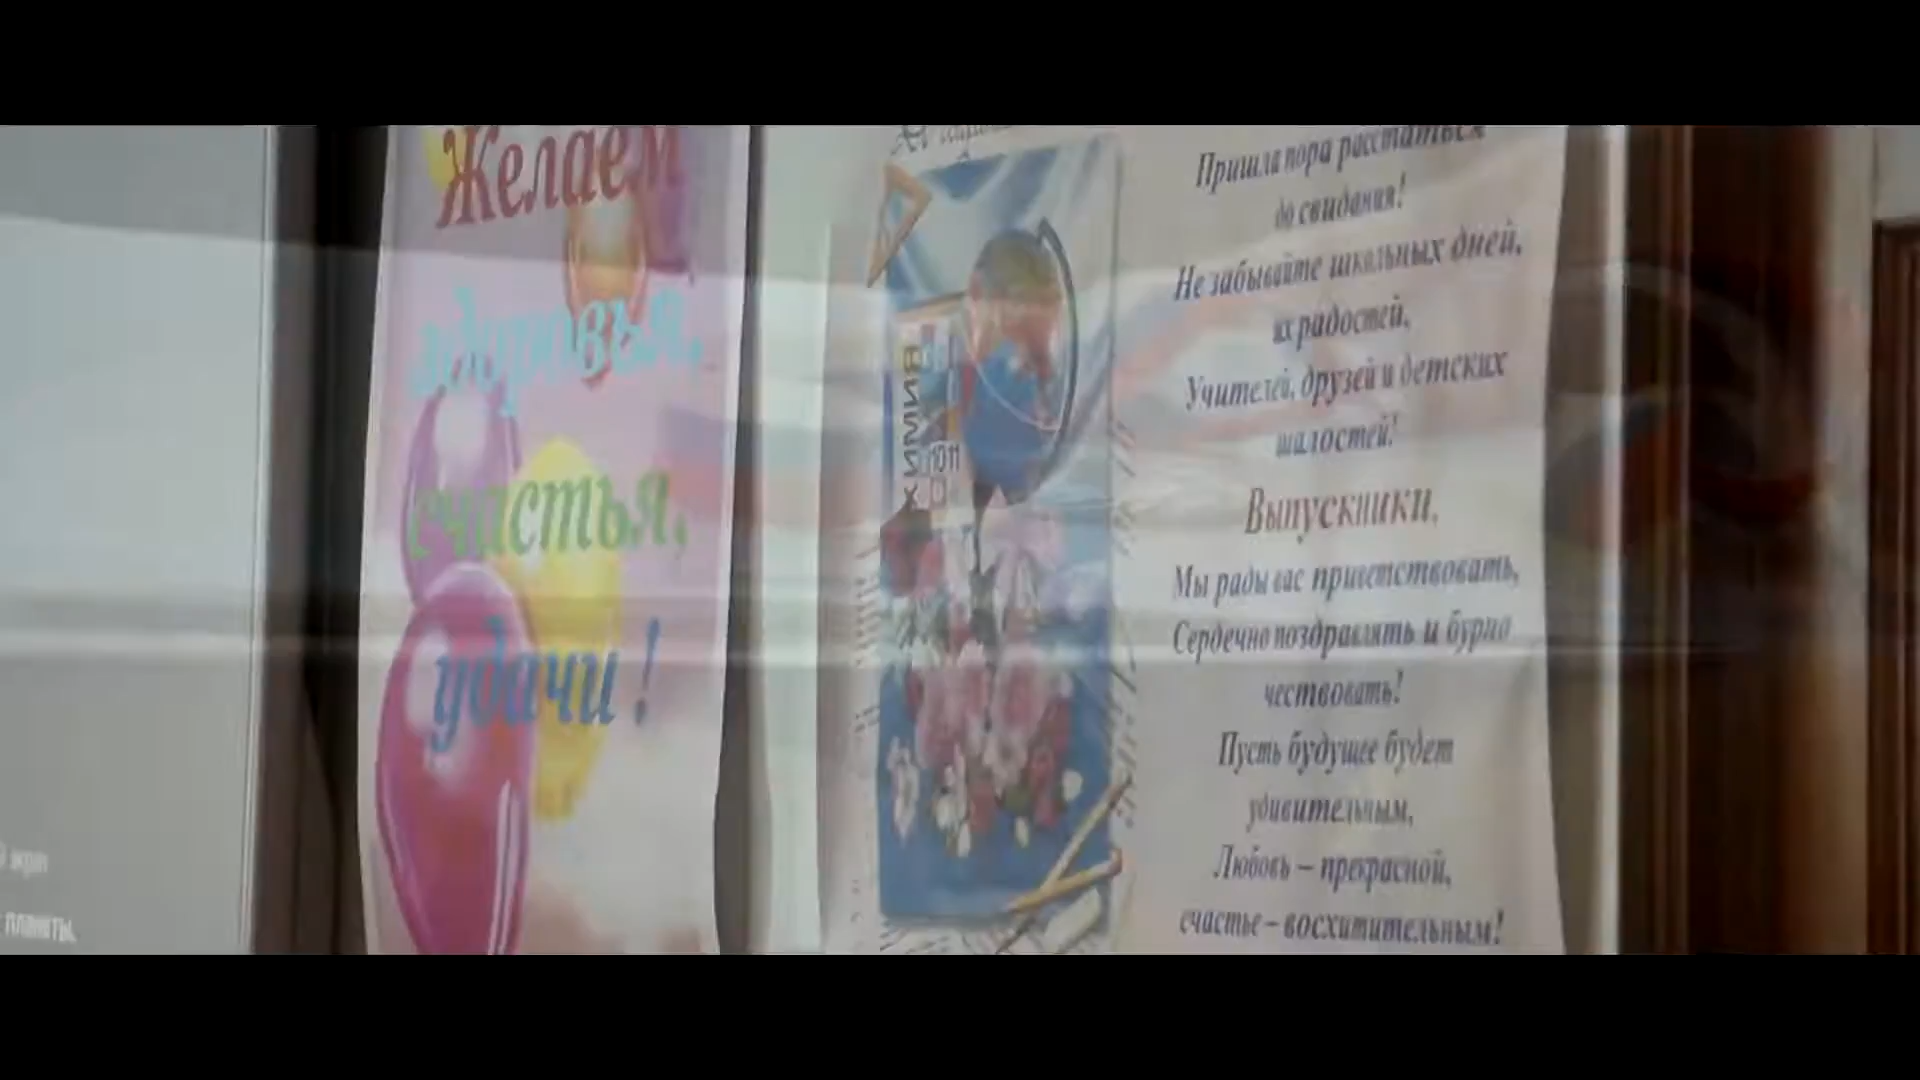 Желаем
здоровья,
счастья,
удачи !
ХИМИЯ
10 11
Пришла пора расстаться
до свидания!
Не забывайте школьных дней,
их радостей,
Учителей, друзей и детских
шалостей!
Выпускники,
Мы рады вас приветствовать,
Сердечно поздравлять и бурно
чествовать!
Пусть будущее будет
удивительным,
Любовь – прекрасной,
счастье – восхитительным!
планеты.